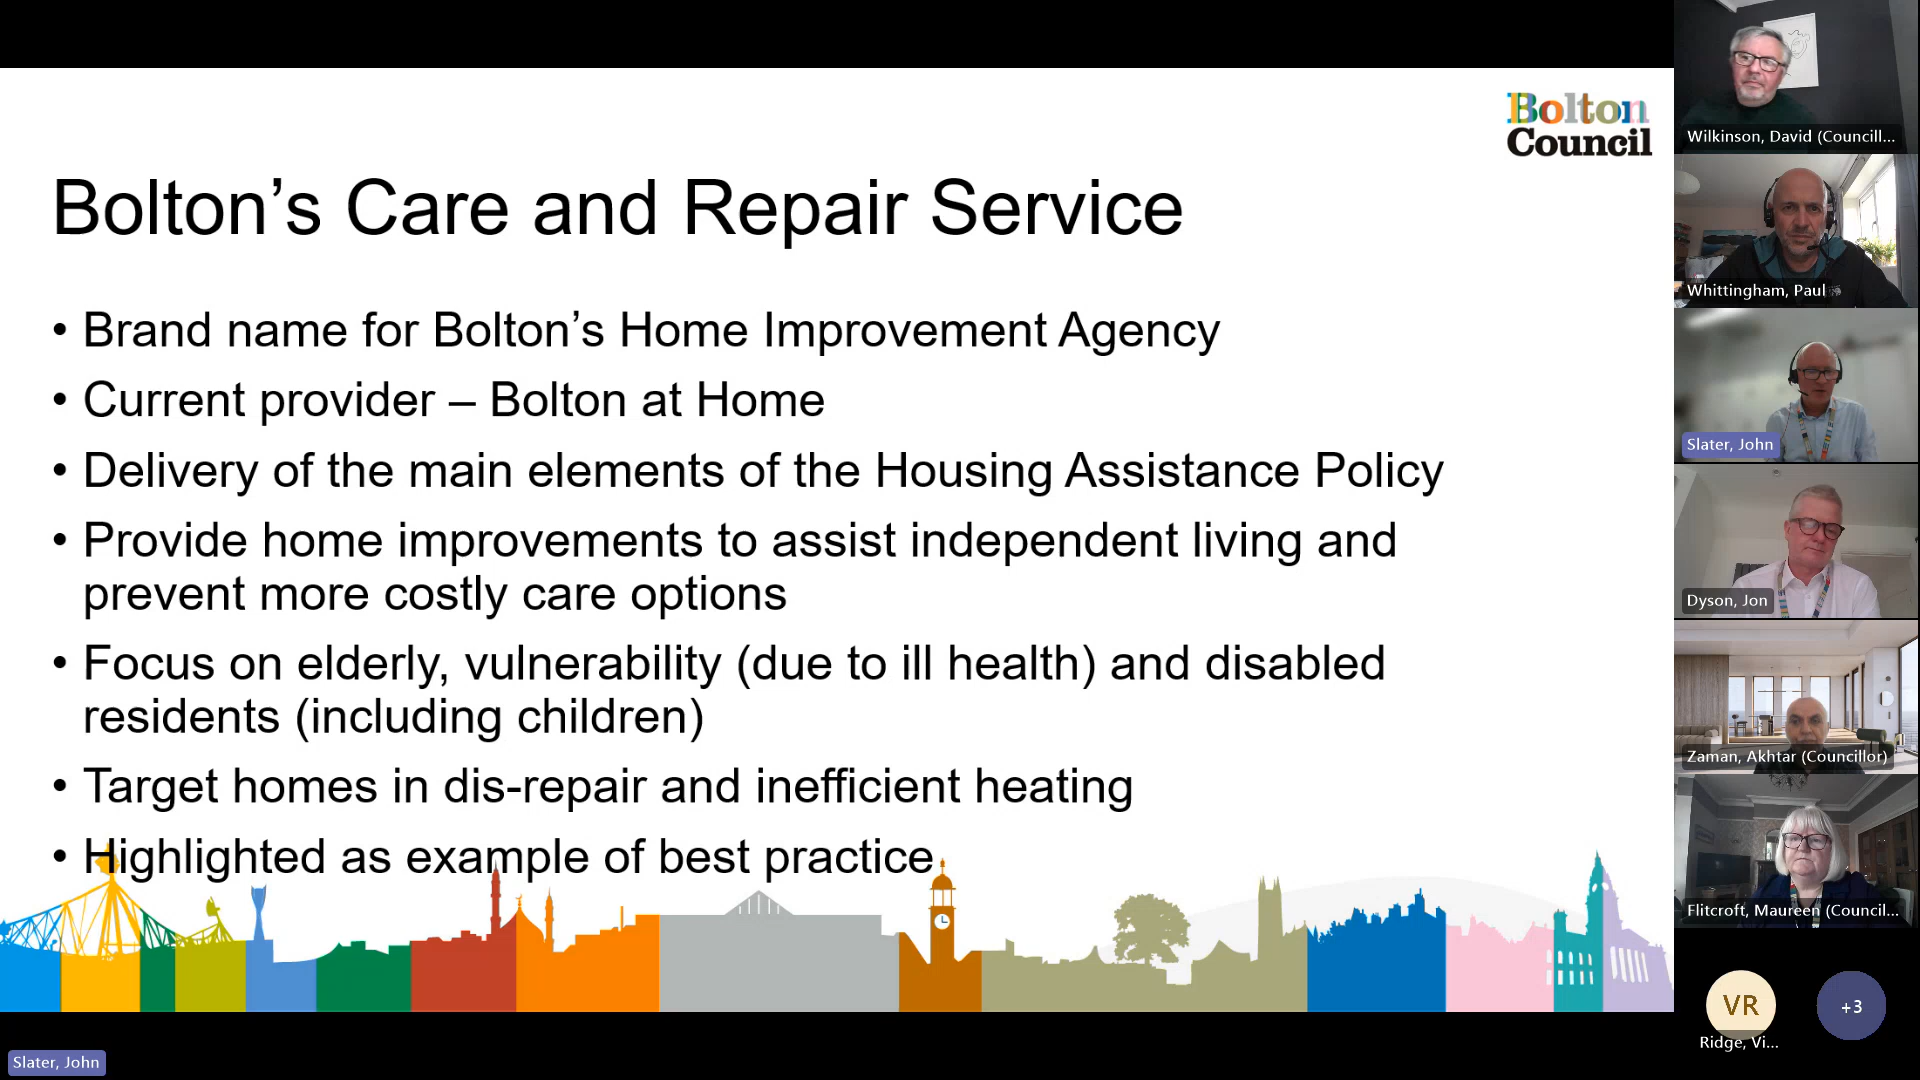 Bolton
Council
Bolton’s Care and Repair Service
• Brand name for Bolton’s Home Improvement Agency
• Current provider – Bolton at Home
• Delivery of the main elements of the Housing Assistance Policy
• Provide home improvements to assist independent living and
prevent more costly care options
• Focus on elderly, vulnerability (due to ill health) and disabled
residents (including children)
• Target homes in dis-repair and inefficient heating
• Highlighted as example of best practice
Slater, John
Wilkinson, David (Councill...
Whittingham, Paul
Slater, John
Dyson, Jon
Zaman, Akhtar (Councillor)
Flitcroft, Maureen (Council...
VR
+3
Ridge, Vi...